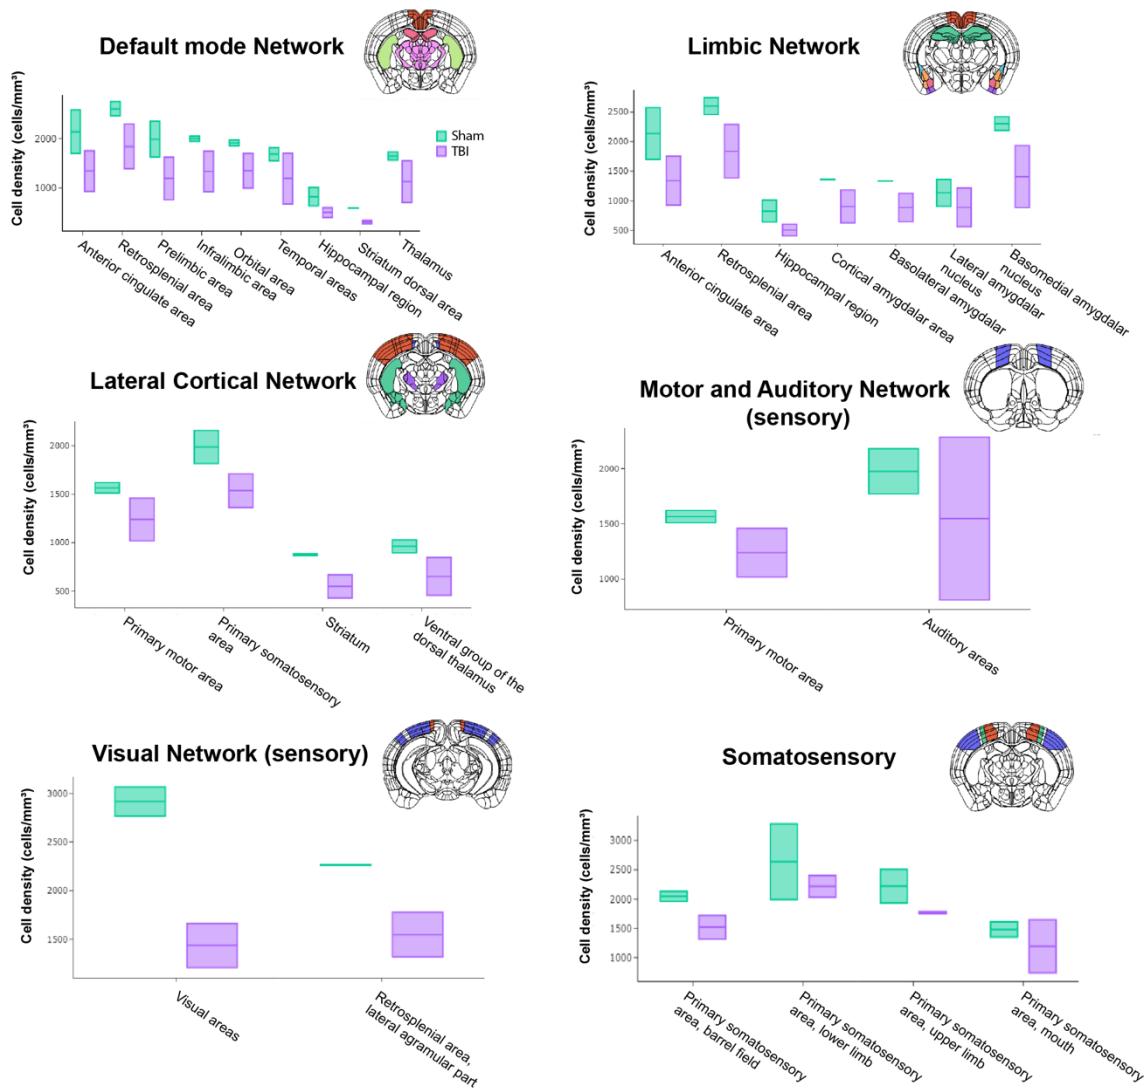 Default mode Network
Cell density (cells/mm³)
2000
1000
Sham
TBI
Anterior cingulate area
Retrosplenial area
Prelimbic area
Infralimbic area
Orbital area
Temporal areas
Hippocampal region
Striatum dorsal area
Thalamus
Limbic Network
Cell density (cells/mm³)
2500
2000
1500
1000
500
Anterior cingulate area
Retrosplenial area
Hippocampal region
Cortical amygdalar area
Basolateral amygdalar
nucleus
Lateral amygdalar
nucleus
Basomedial amygdalar
nucleus
Lateral Cortical Network
Cell density (cells/mm³)
2000
1500
1000
500
Primary motor area
Primary somatosensory
area
Striatum
Ventral group of the
dorsal thalamus
Motor and Auditory Network
(sensory)
Cell density (cells/mm³)
2000
1500
1000
Primary motor area
Auditory areas
Visual Network (sensory)
Cell density (cells/mm³)
3000
2500
2000
1500
Visual areas
Retrosplenial area,
lateral agramular part
Somatosensory
Cell density (cells/mm³)
3000
2500
2000
1500
1000
Primary somatosensory
area, barrel field
Primary somatosensory
area, lower limb
Primary somatosensory
area, upper limb
Primary somatosensory
area, mouth